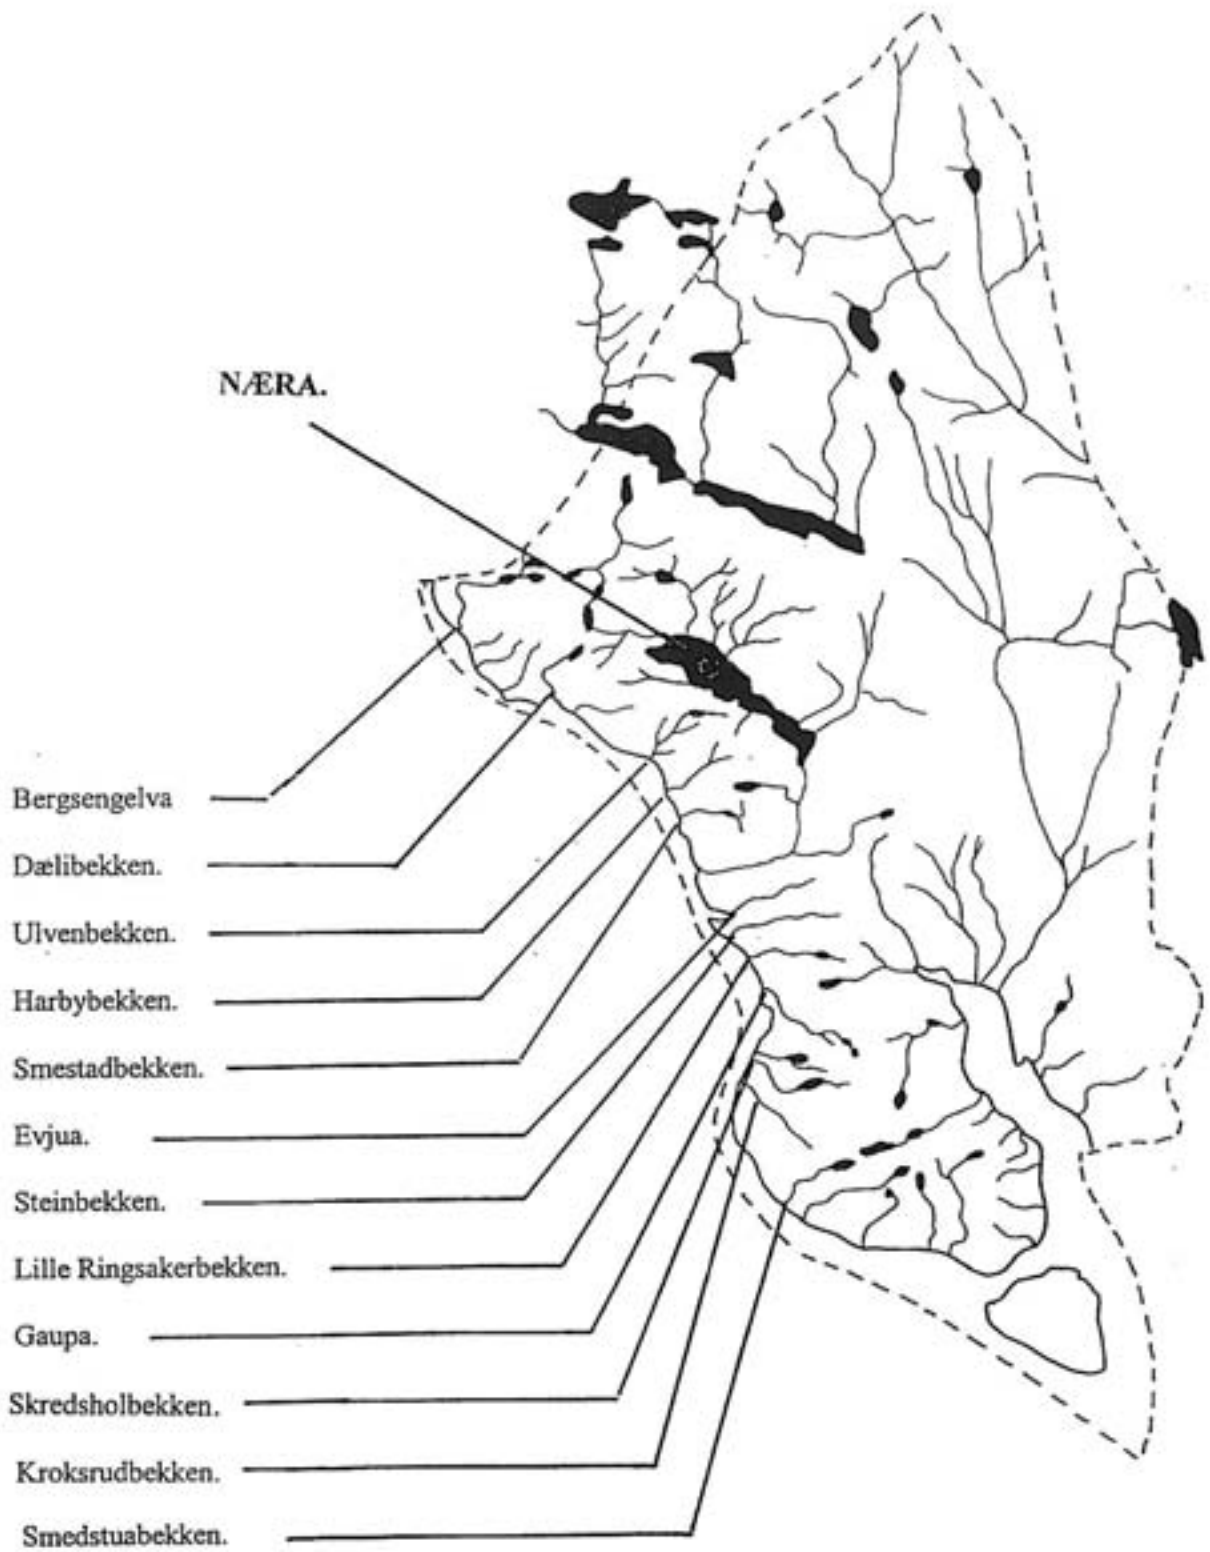 NÆRA.
Bergsengelva
Dælibekken.
Ulvenbekken.
Harbybekken.
Smestadbekken.
Evjua.
Steinbekken.
Lille Ringsakerbekken.
Gaupa.
Skredsholbekken.
Kroksrudbekken.
Smedstuabekken.